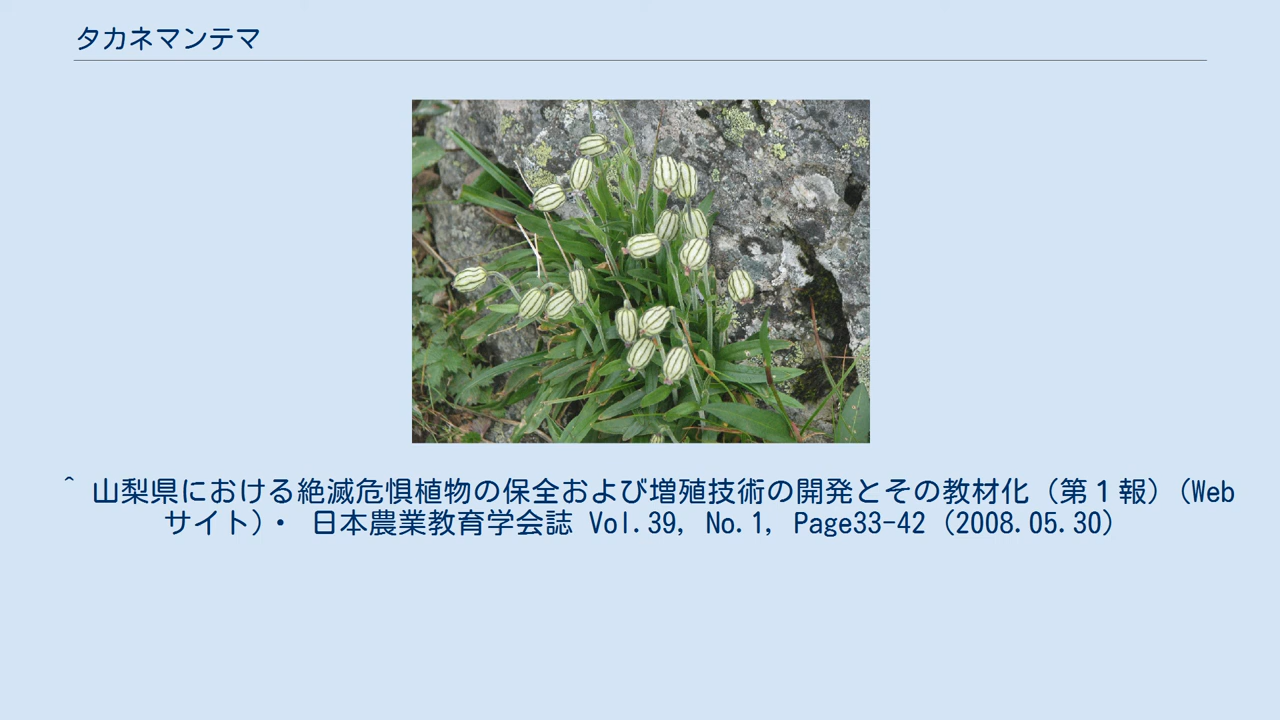 タカネマンテマ
^ 山梨県における絶滅危惧植物の保全および増殖技術の開発とその教材化（第１報）(Web
サイト)・ 日本農業教育学会誌 Vol.39, No.1, Page33-42 (2008.05.30)